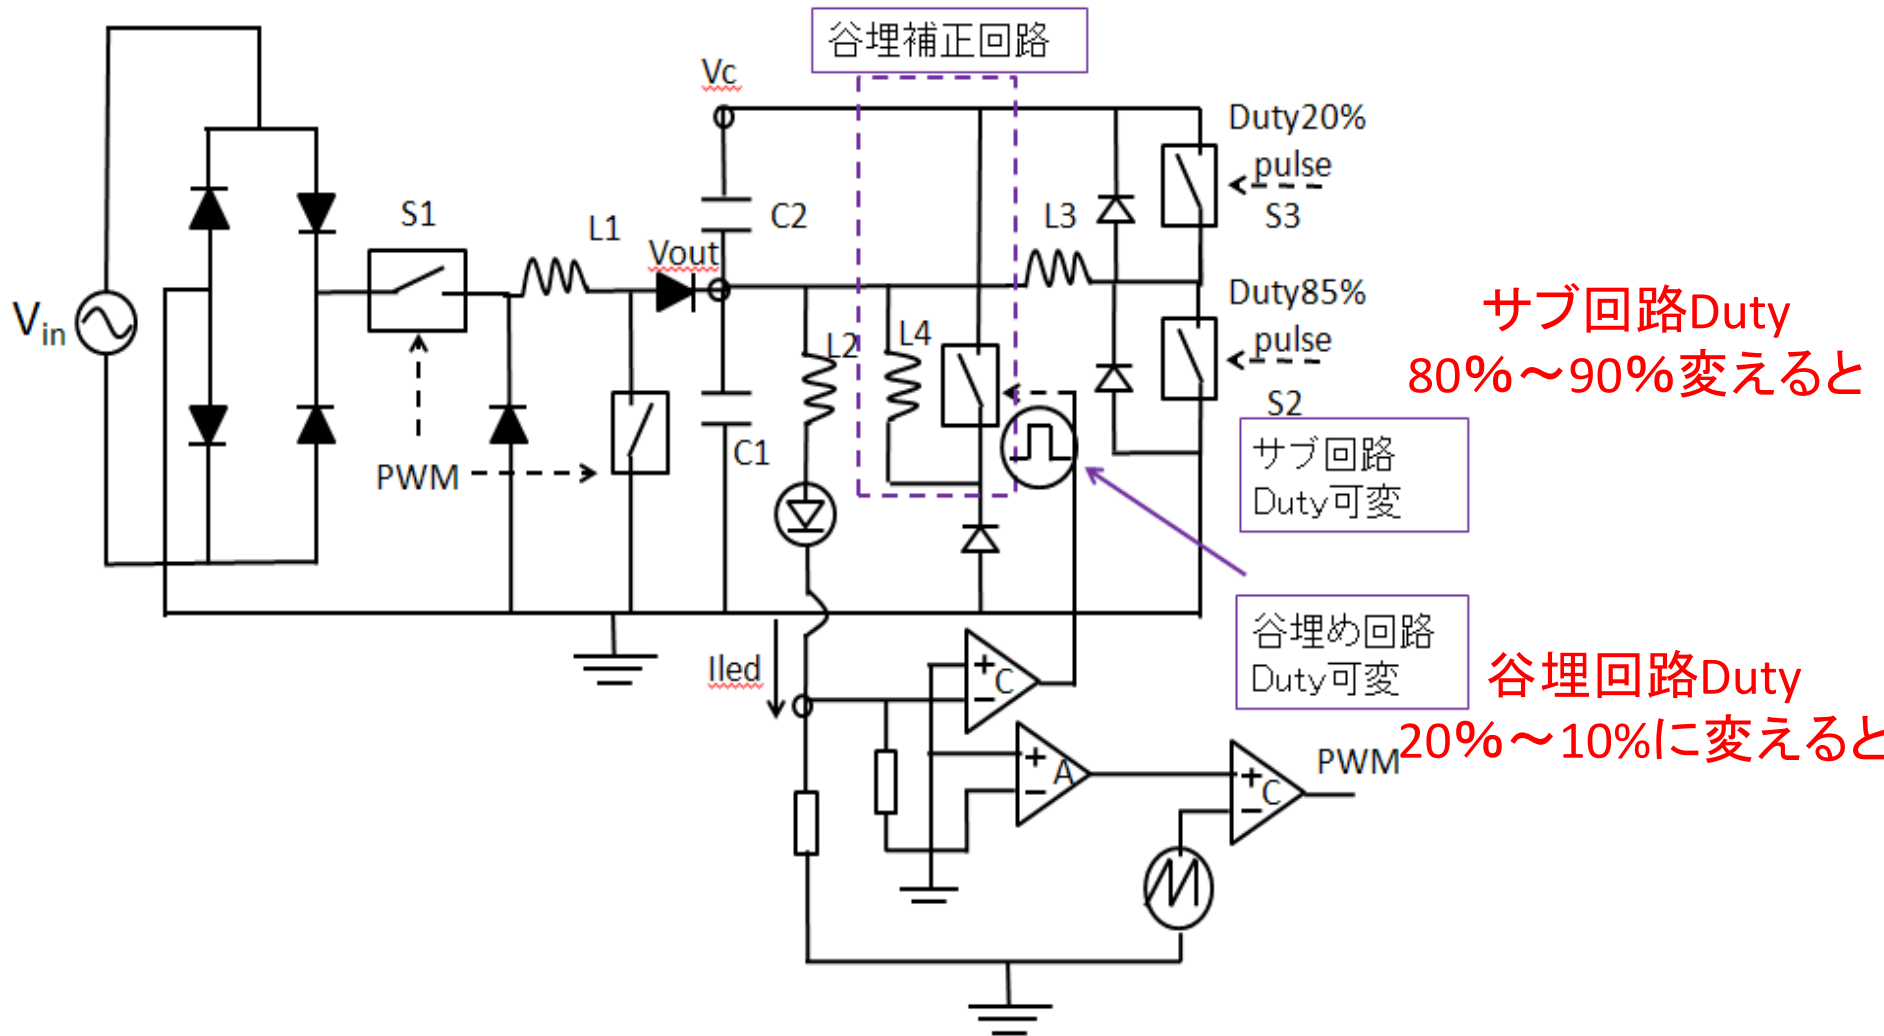 谷埋補正回路
Vc
Duty20%
pulse
S3
S1
L1
Vout
C2
L3
Vin
L2
L4
Duty85%
pulse
S2
サブ回路Duty
80%～90%変えると
PWM
C1
サブ回路
Duty可変
谷埋め回路
Duty可変
谷埋回路Duty
20%～10%に変えると
Iled
+
C
−
+
A
−
+
C
−
PWM